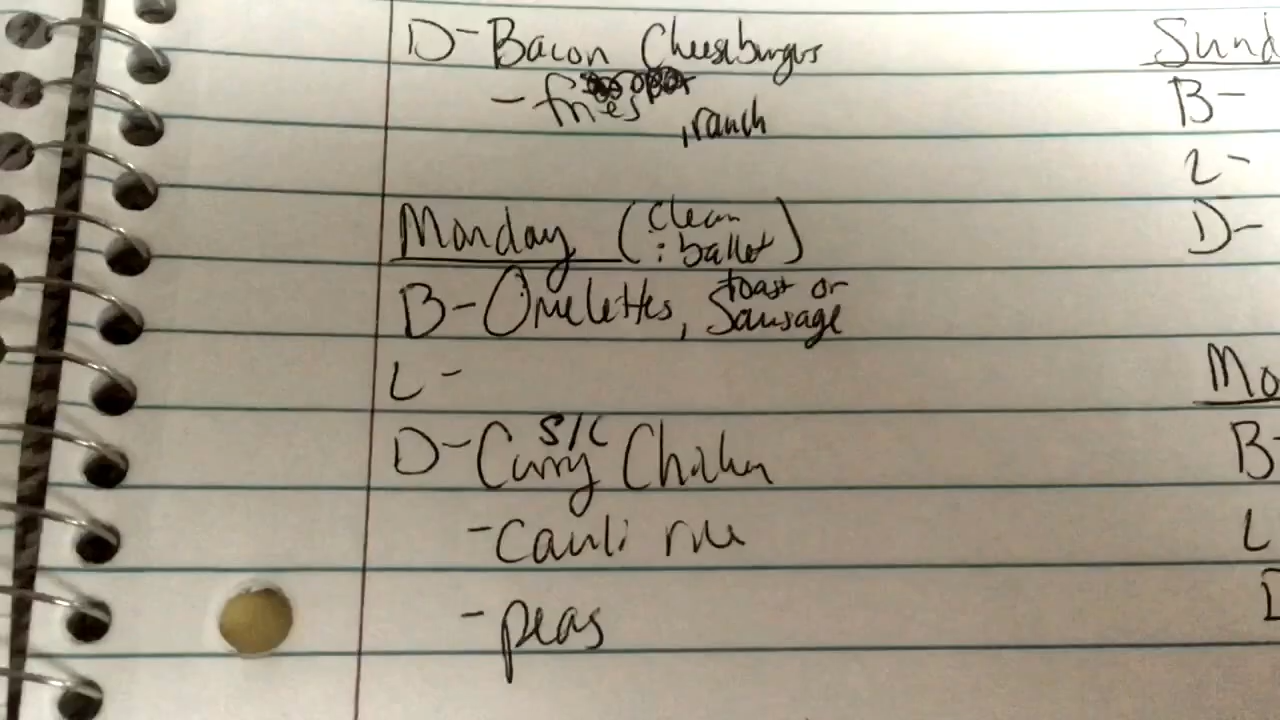 D- Bacon Cheeseburgers
- fries
, ranch
Monday (clean
: ballet)
B- Omelettes, toast or
Sausage
L -
D- Curry S/C Chicken
- Cauli rice
- peas
Sund
B-
L-
D-
Mo
B-
L
D